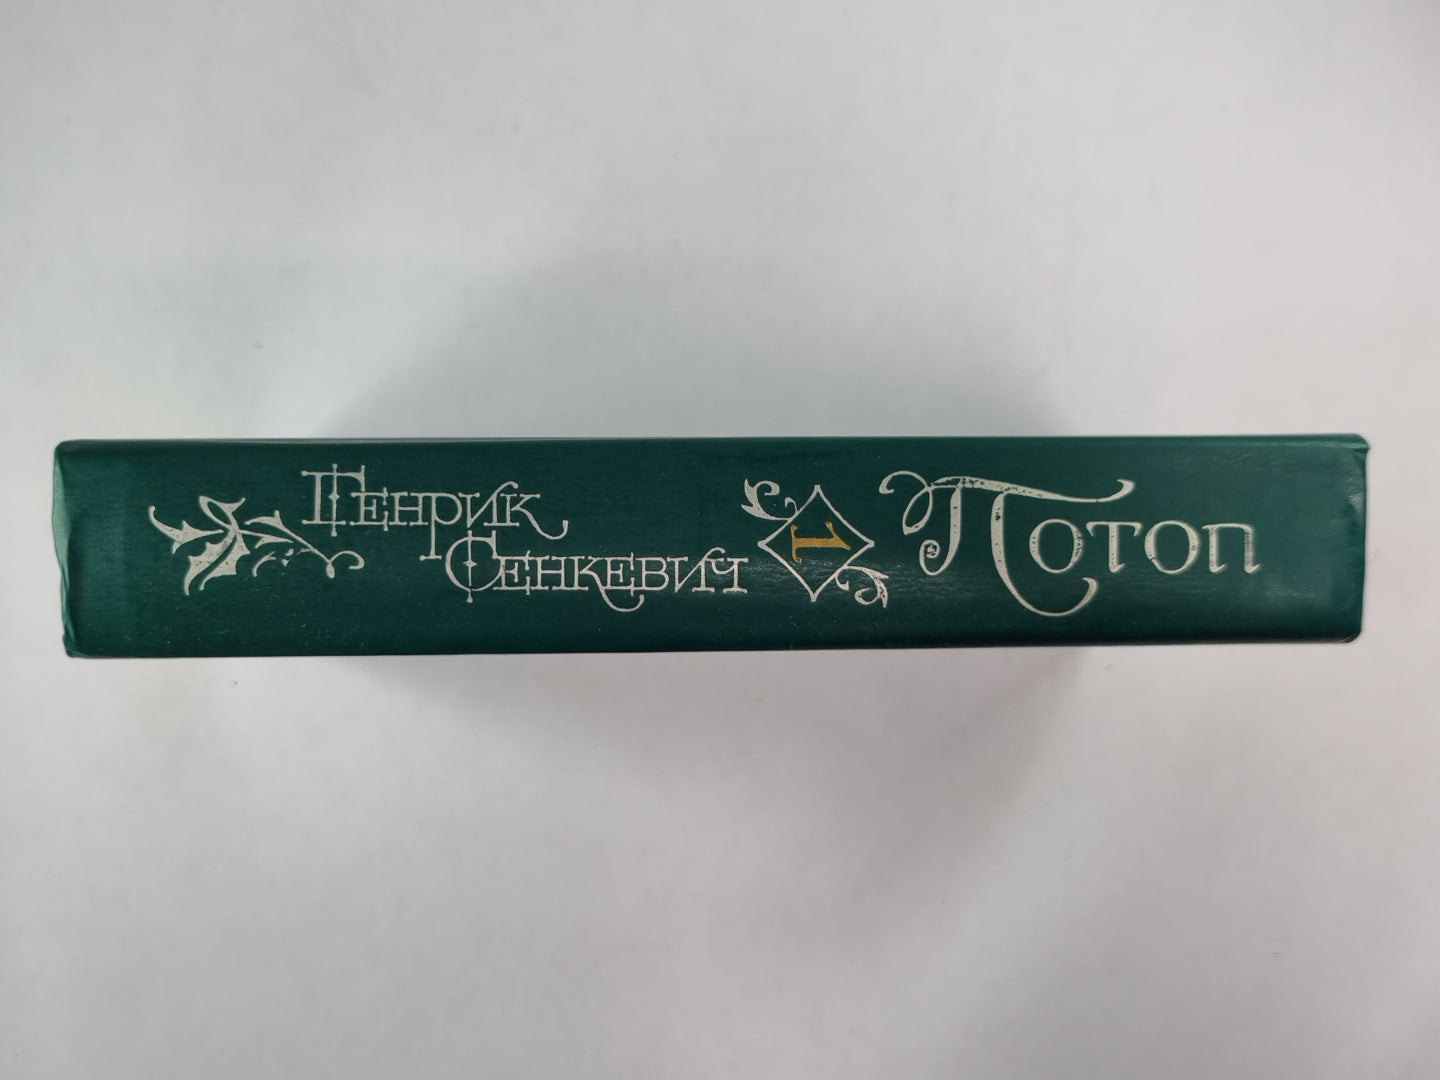 Генрик
Сенкевич
1
Потоп